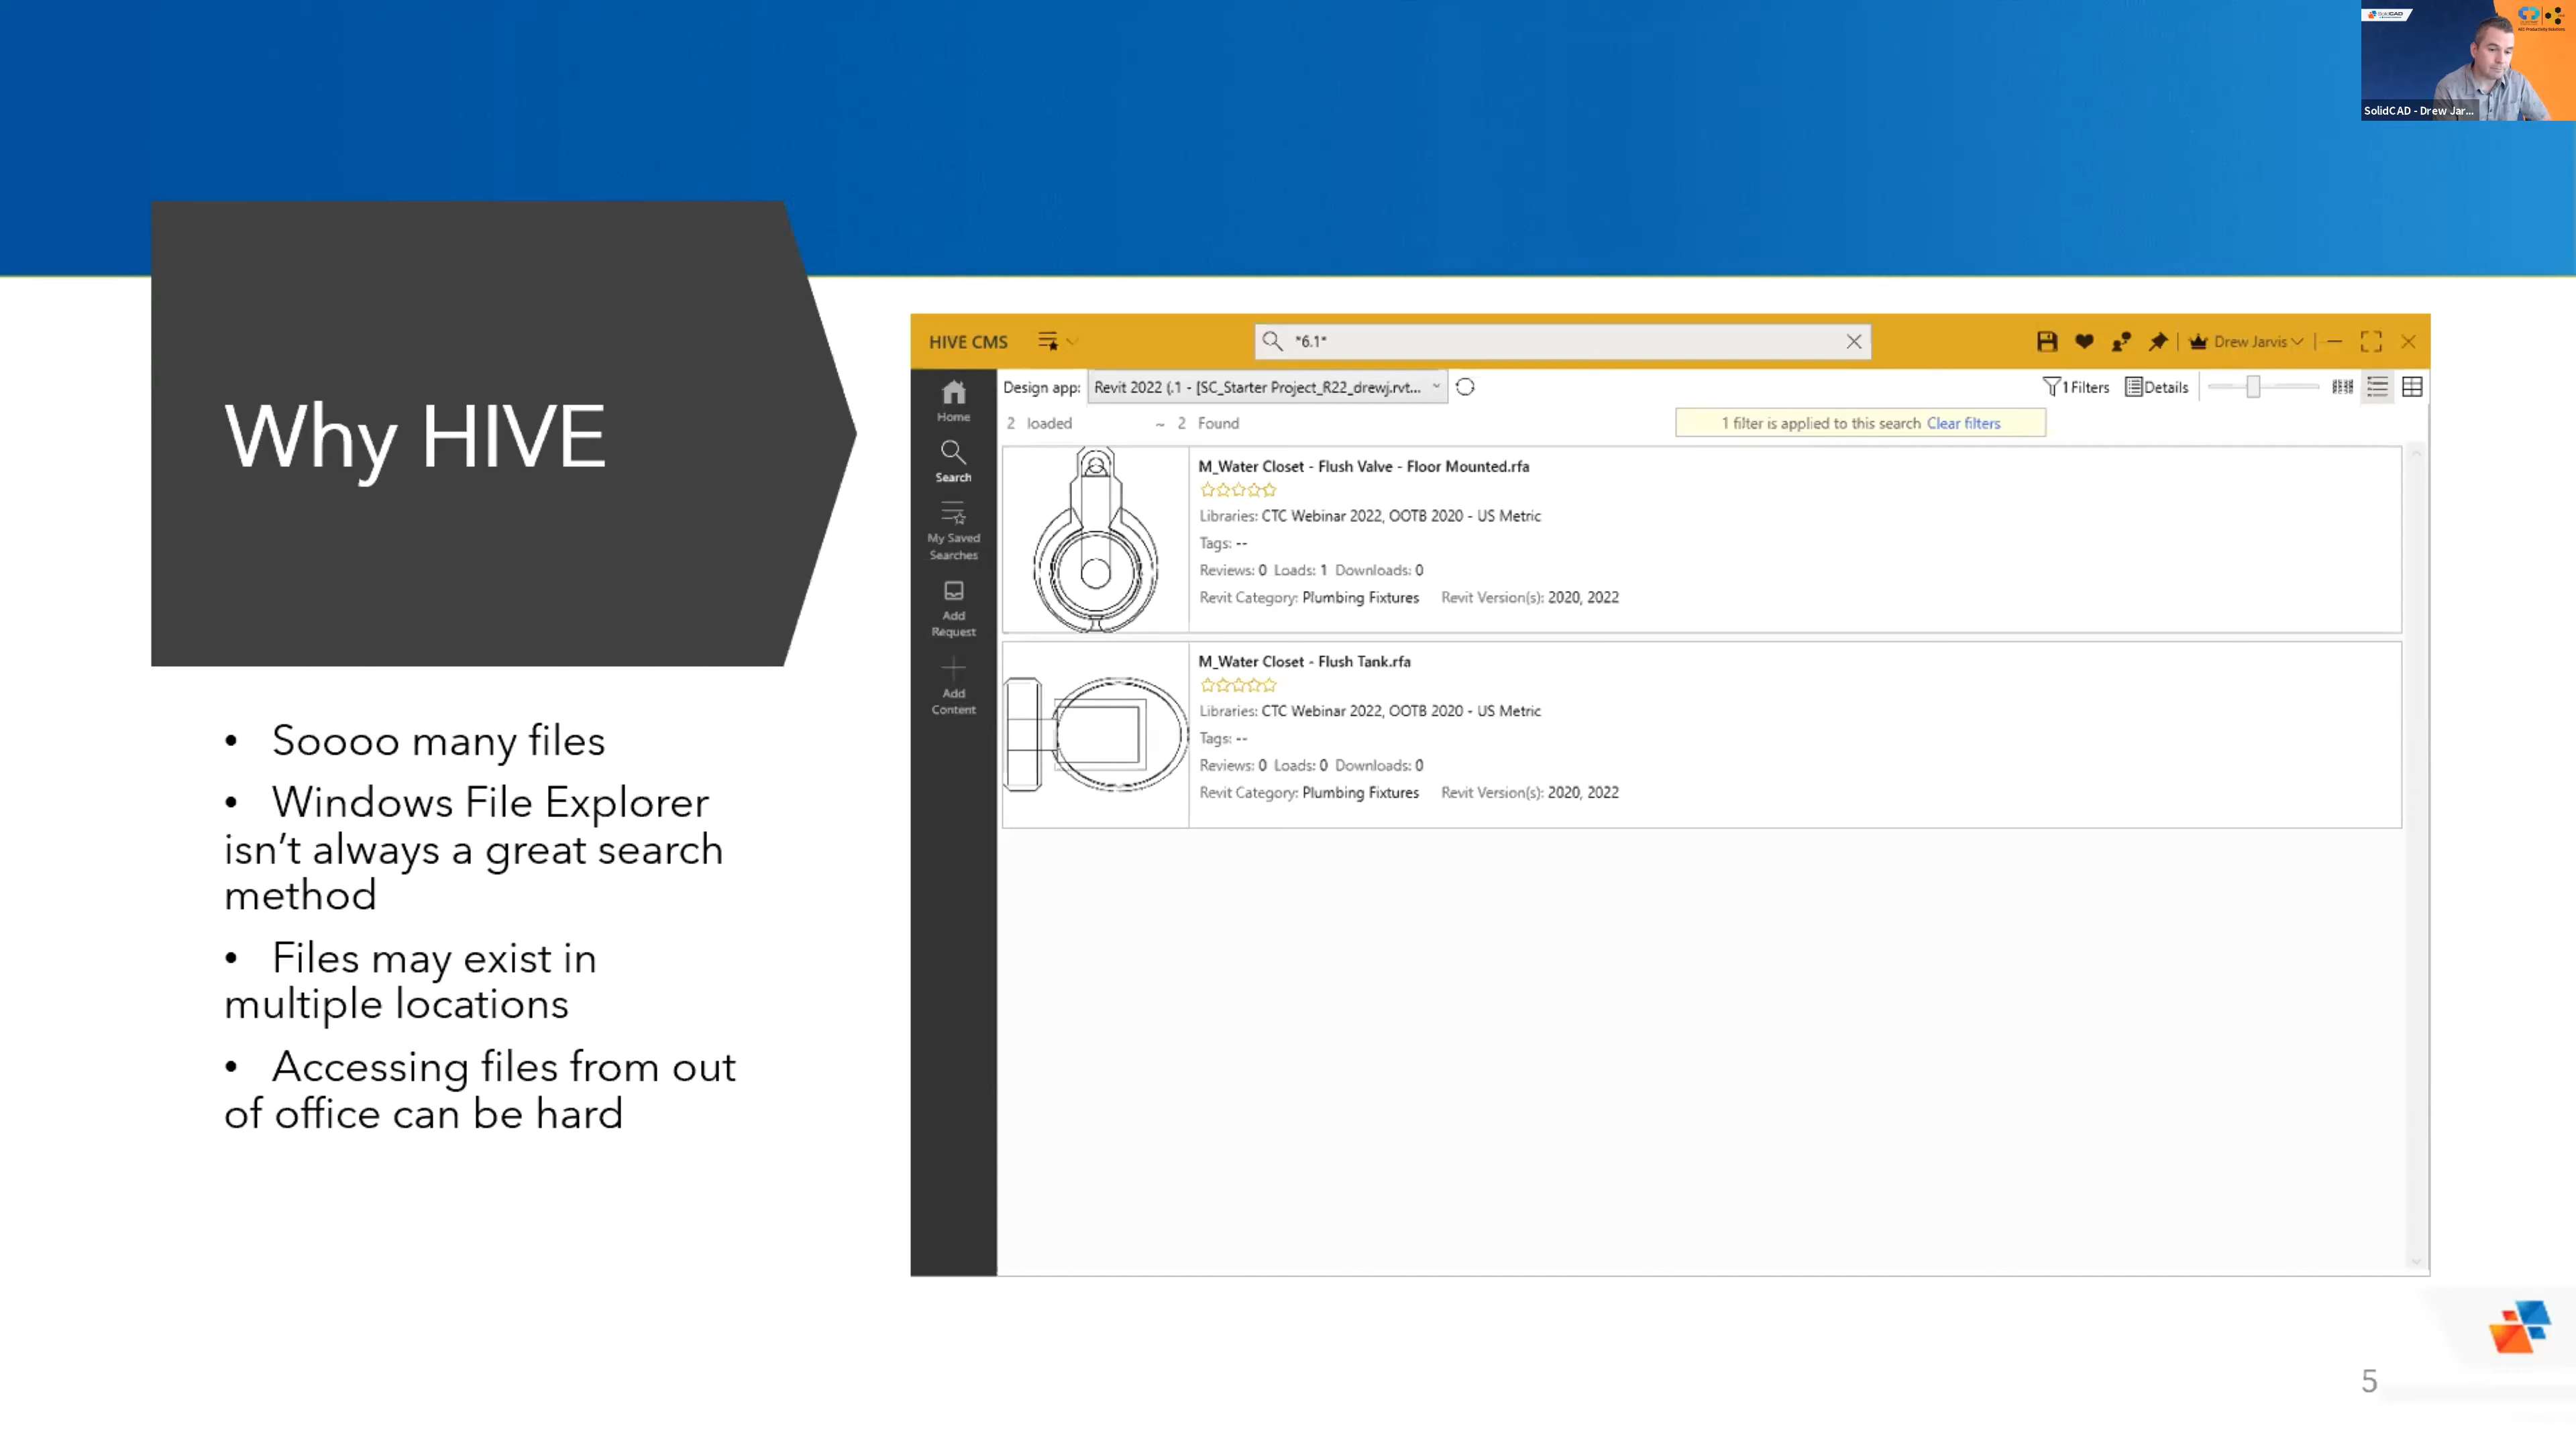 SolidCAD - Drew Jar...
Why HIVE
• Soooo many files
• Windows File Explorer
isn't always a great search
method
• Files may exist in
multiple locations
• Accessing files from out
of office can be hard
HIVE CMS
"6.1"
Drew Jarvis
Home
Search
My Saved
Searches
Add
Request
Add
Content
Design app: Revit 2022 (.1 - [SC_Starter Project_R22_drewj.rvt...
1 Filters Details
2 loaded ~ 2 Found
1 filter is applied to this search Clear filters
M_Water Closet - Flush Valve - Floor Mounted.rfa
Libraries: CTC Webinar 2022, OOTB 2020 - US Metric
Tags: --
Reviews: 0 Loads: 1 Downloads: 0
Revit Category: Plumbing Fixtures Revit Version(s): 2020, 2022
M_Water Closet - Flush Tank.rfa
Libraries: CTC Webinar 2022, OOTB 2020 - US Metric
Tags: --
Reviews: 0 Loads: 0 Downloads: 0
Revit Category: Plumbing Fixtures Revit Version(s): 2020, 2022
5